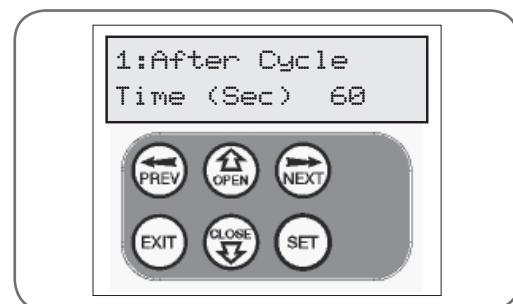 1:After Cycle
Time (Sec) 60
PREV
OPEN
NEXT
EXIT
CLOSE
SET